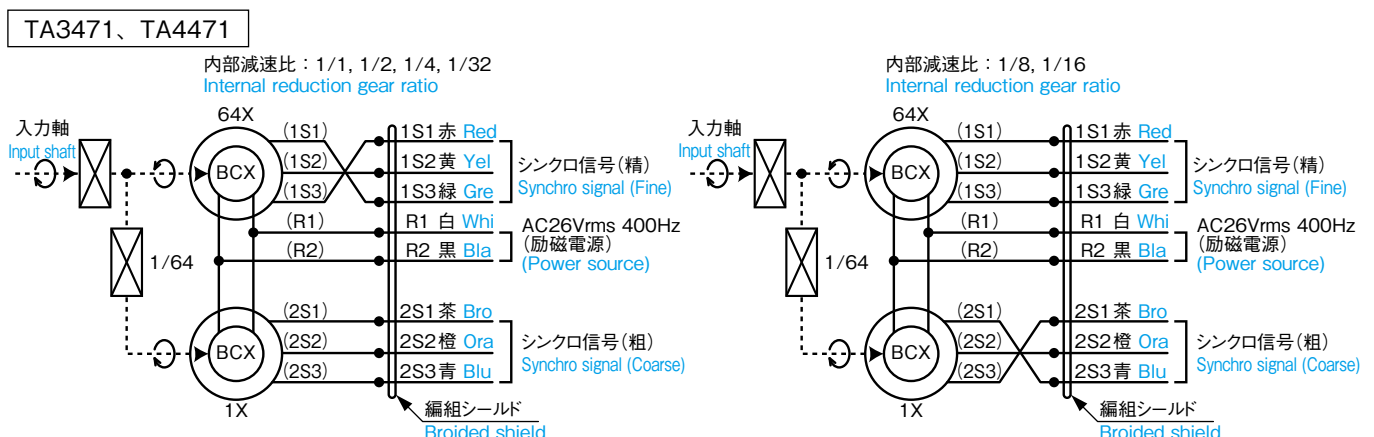 TA3471、TA4471
内部減速比：1/1, 1/2, 1/4, 1/32
Internal reduction gear ratio
64X
入力軸
Input shaft
BCX
(1S1)
(1S2)
(1S3)
(R1)
(R2)
1S1 赤 Red
1S2 黄 Yel
1S3 緑 Gre
R1 白 Whi
R2 黒 Bla
シンクロ信号（精）
Synchro signal (Fine)
AC26Vrms 400Hz
（励磁電源）
(Power source)
1/64
BCX
1X
(2S1)
(2S2)
(2S3)
2S1 茶 Bro
2S2 橙 Ora
2S3 青 Blu
シンクロ信号（粗）
Synchro signal (Coarse)
編組シールド
Broided shield
内部減速比：1/8, 1/16
Internal reduction gear ratio
64X
入力軸
Input shaft
BCX
(1S1)
(1S2)
(1S3)
(R1)
(R2)
1S1 赤 Red
1S2 黄 Yel
1S3 緑 Gre
R1 白 Whi
R2 黒 Bla
シンクロ信号（精）
Synchro signal (Fine)
AC26Vrms 400Hz
（励磁電源）
(Power source)
1/64
BCX
1X
(2S1)
(2S2)
(2S3)
2S1 茶 Bro
2S2 橙 Ora
2S3 青 Blu
シンクロ信号（粗）
Synchro signal (Coarse)
編組シールド
Broided shield